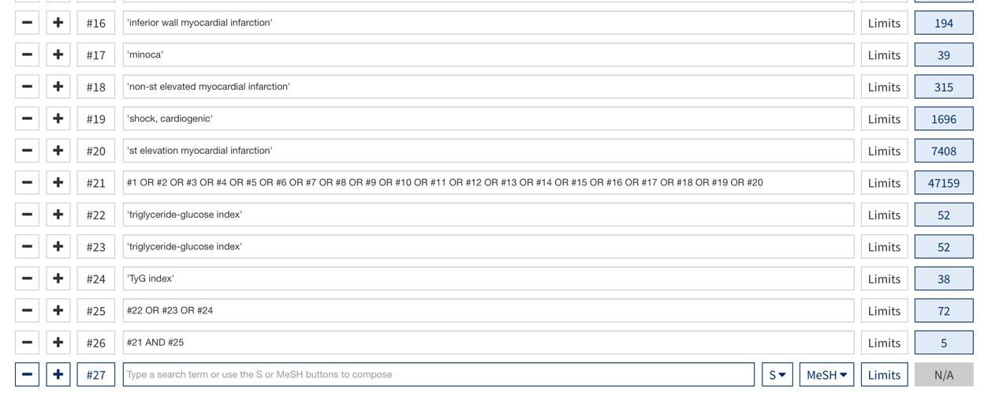 #16 'inferior wall myocardial infarction' Limits 194
#17 'minoca' Limits 39
#18 'non-st elevated myocardial infarction' Limits 315
#19 'shock, cardiogenic' Limits 1696
#20 'st elevation myocardial infarction' Limits 7408
#21 #1 OR #2 OR #3 OR #4 OR #5 OR #6 OR #7 OR #8 OR #9 OR #10 OR #11 OR #12 OR #13 OR #14 OR #15 OR #16 OR #17 OR #18 OR #19 OR #20 Limits 47159
#22 'triglyceride-glucose index' Limits 52
#23 'triglyceride-glucose index' Limits 52
#24 'TyG index' Limits 38
#25 #22 OR #23 OR #24 Limits 72
#26 #21 AND #25 Limits 5
#27 Type a search term or use the S or MeSH buttons to compose S MeSH Limits N/A